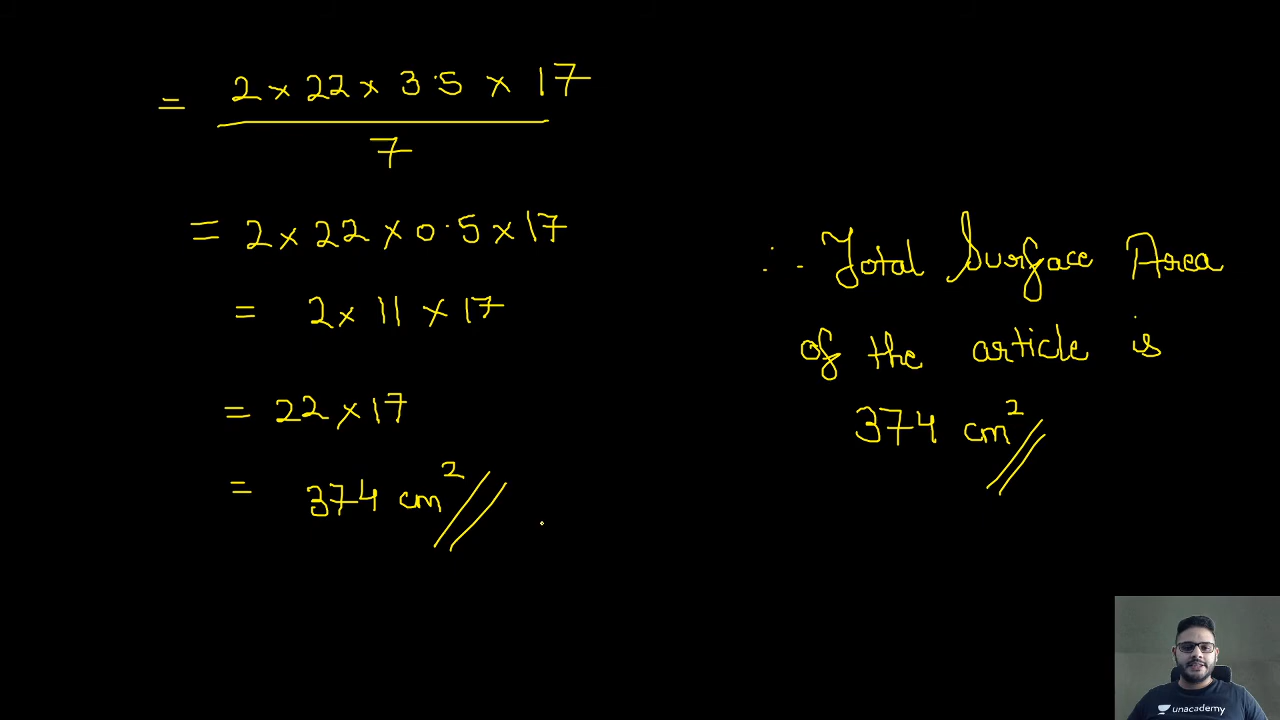 = 2 × 22 × 3.5 × 17
7
= 2 × 22 × 0.5 × 17
= 2 × 11 × 17
= 22 × 17
= 374 cm²//
∴ Total Surface Area
of the article is
374 cm²//
unacademy